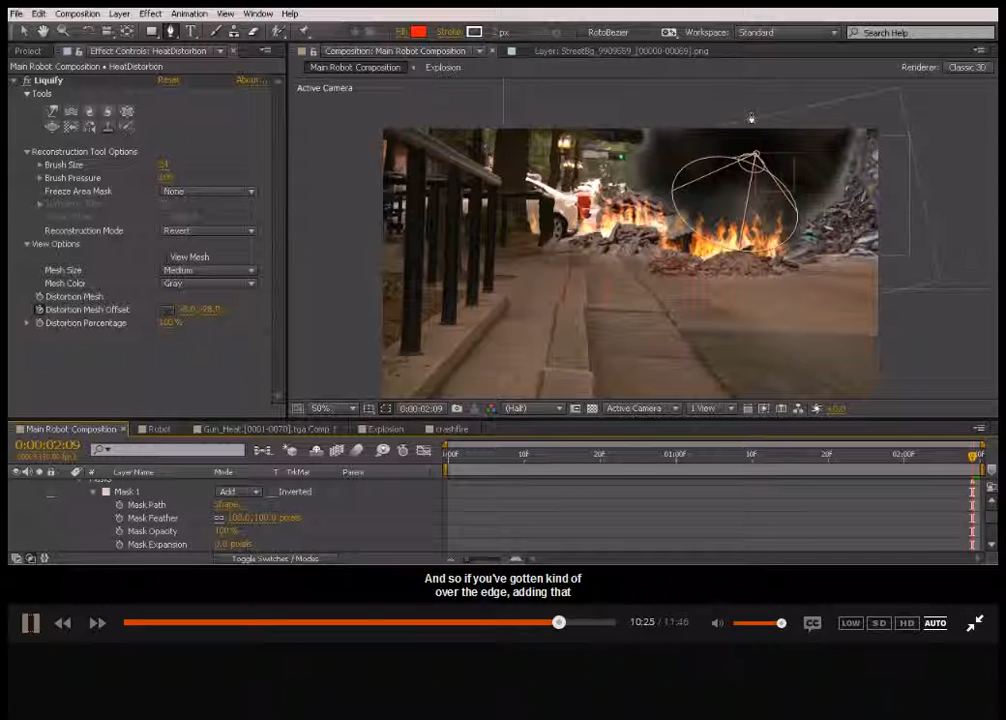 File Edit Composition Layer Effect Animation View Window Help
Fill Stroke px RotoBezier Workspace: Standard Search Help
Project Effect Controls: HeatDistortion
Main Robot Composition • HeatDistortion
fx Liquify Reset About...
Tools
Reconstruction Tool Options
Brush Size
Brush Pressure
Freeze Area Mask None
Reconstruction Mode Revert
View Options
View Mesh
Mesh Size Medium
Mesh Color Gray
Distortion Mesh
Distortion Mesh Offset
Distortion Percentage 100 %
Composition: Main Robot Composition Layer: StreetBg_9909559_[00000-00069].png
Main Robot Composition Explosion Renderer: Classic 3D
Active Camera
50% 0:00:02:09 (Half) Active Camera 1 View +0.0
Main Robot Composition Robot Gun_Heat.[0001-0070].tga Comp Explosion crashfire
0:00:02:09
# Layer Name Mode T TrkMat Parent
:00F 10F 20F 01:00F 10F 20F 02:00F
Mask 1 Add Inverted
Mask Path Shape...
Mask Feather 100.0,100.0 pixels
Mask Opacity 100%
Mask Expansion 0.0 pixels
Toggle Switches / Modes
And so if you've gotten kind of
over the edge, adding that
10:25 / 11:46 CC LOW SD HD AUTO